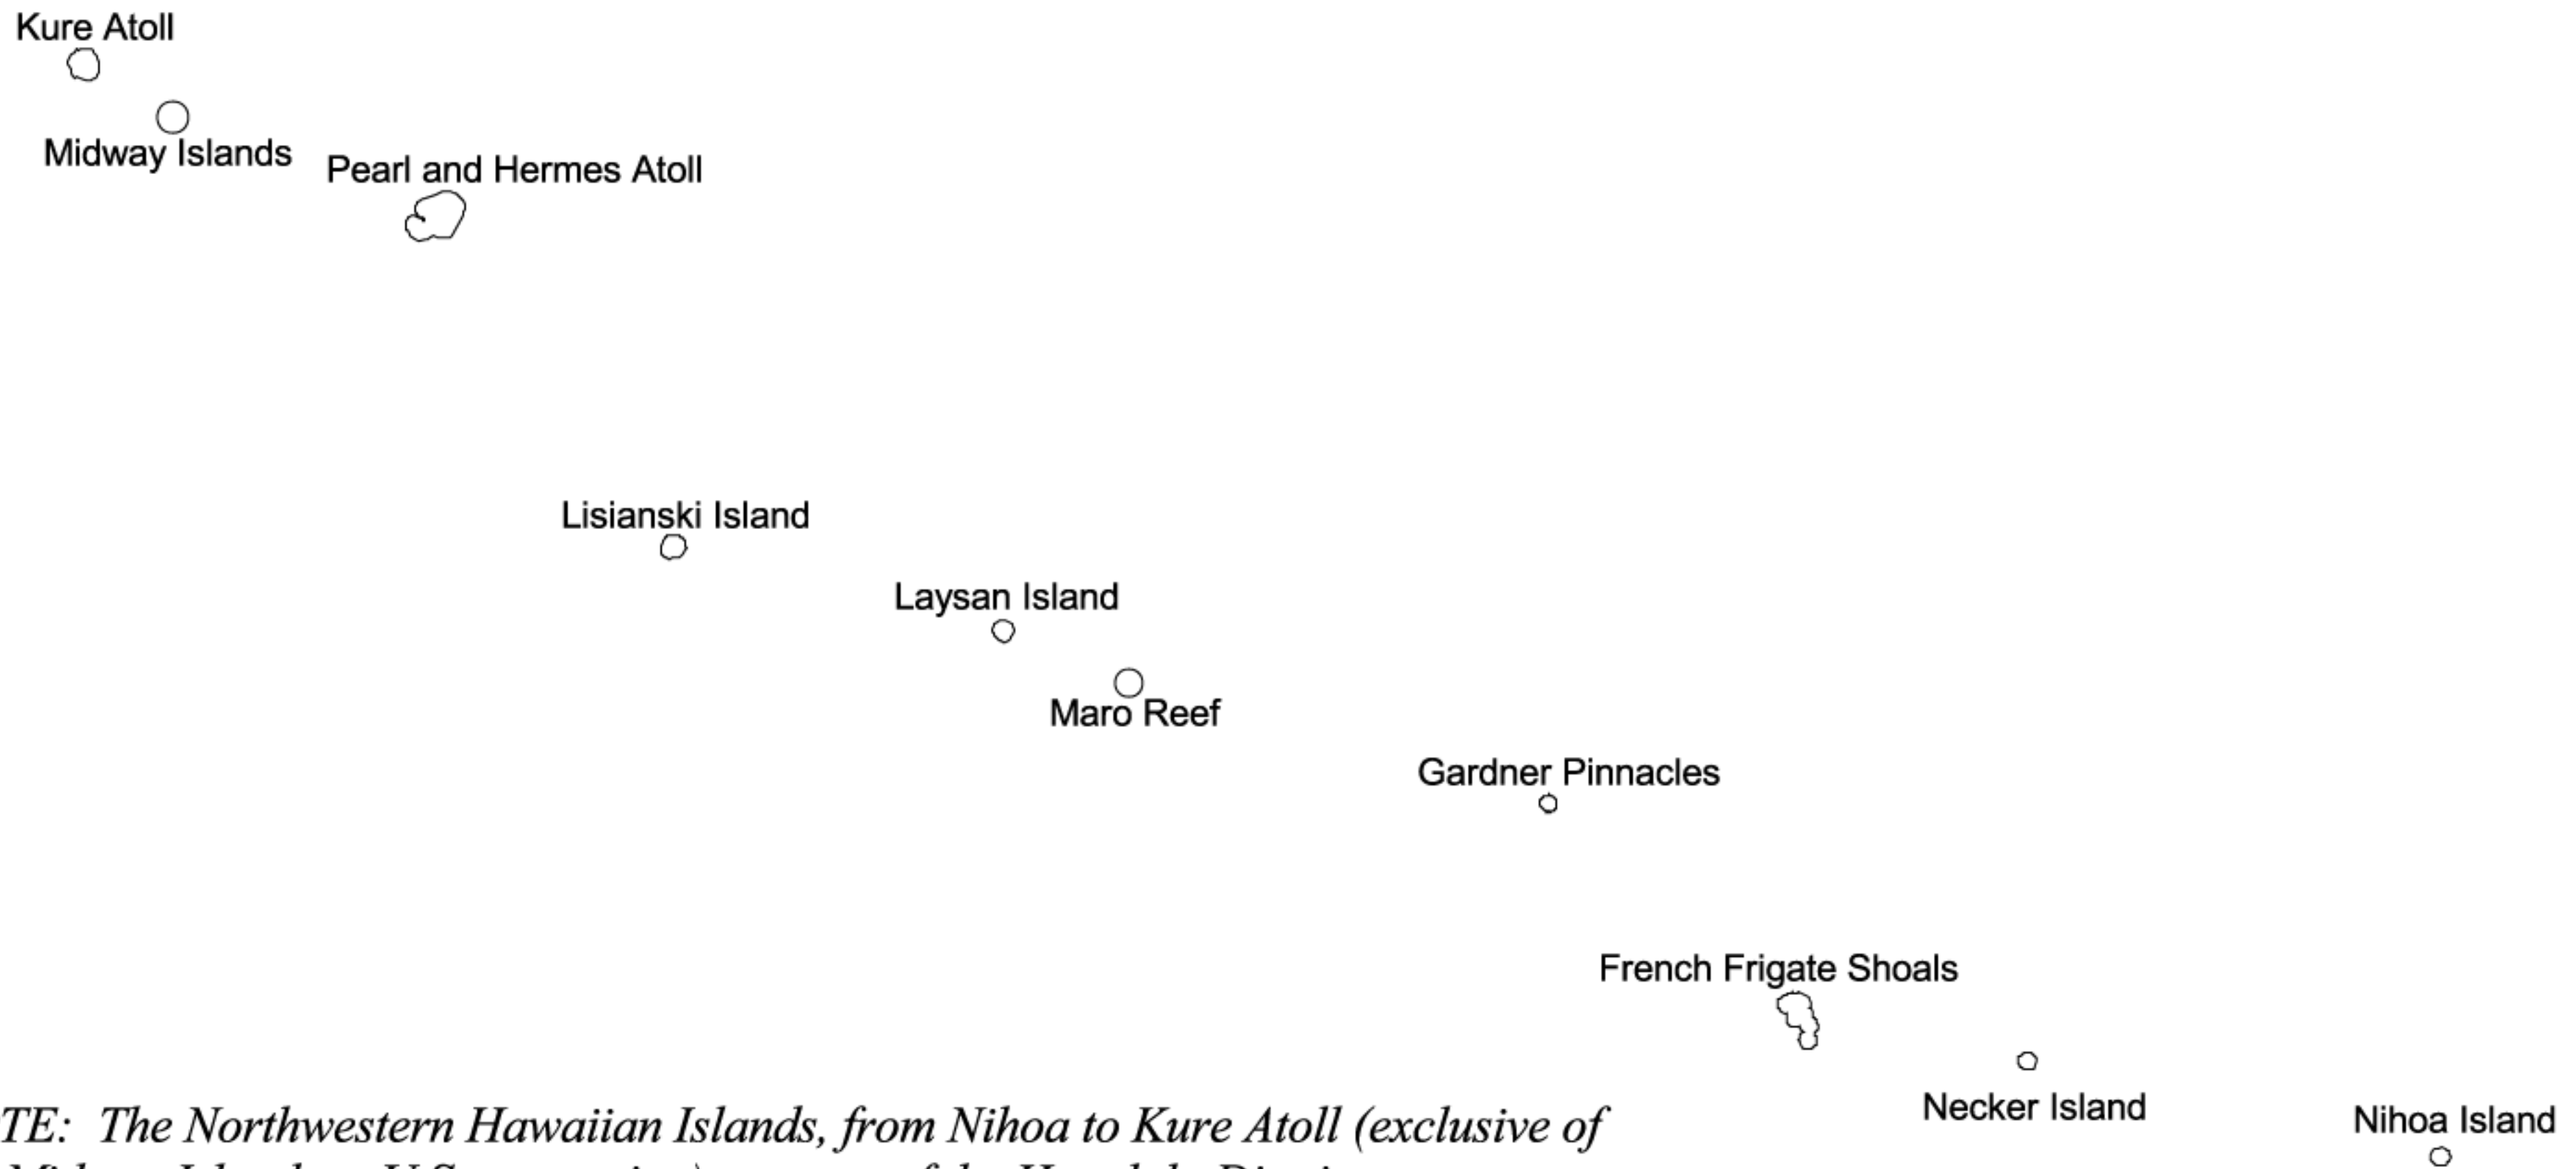 Kure Atoll
Midway Islands
Pearl and Hermes Atoll
Lisianski Island
Laysan Island
Maro Reef
Gardner Pinnacles
French Frigate Shoals
Necker Island
Nihoa Island
TE: The Northwestern Hawaiian Islands, from Nihoa to Kure Atoll (exclusive of